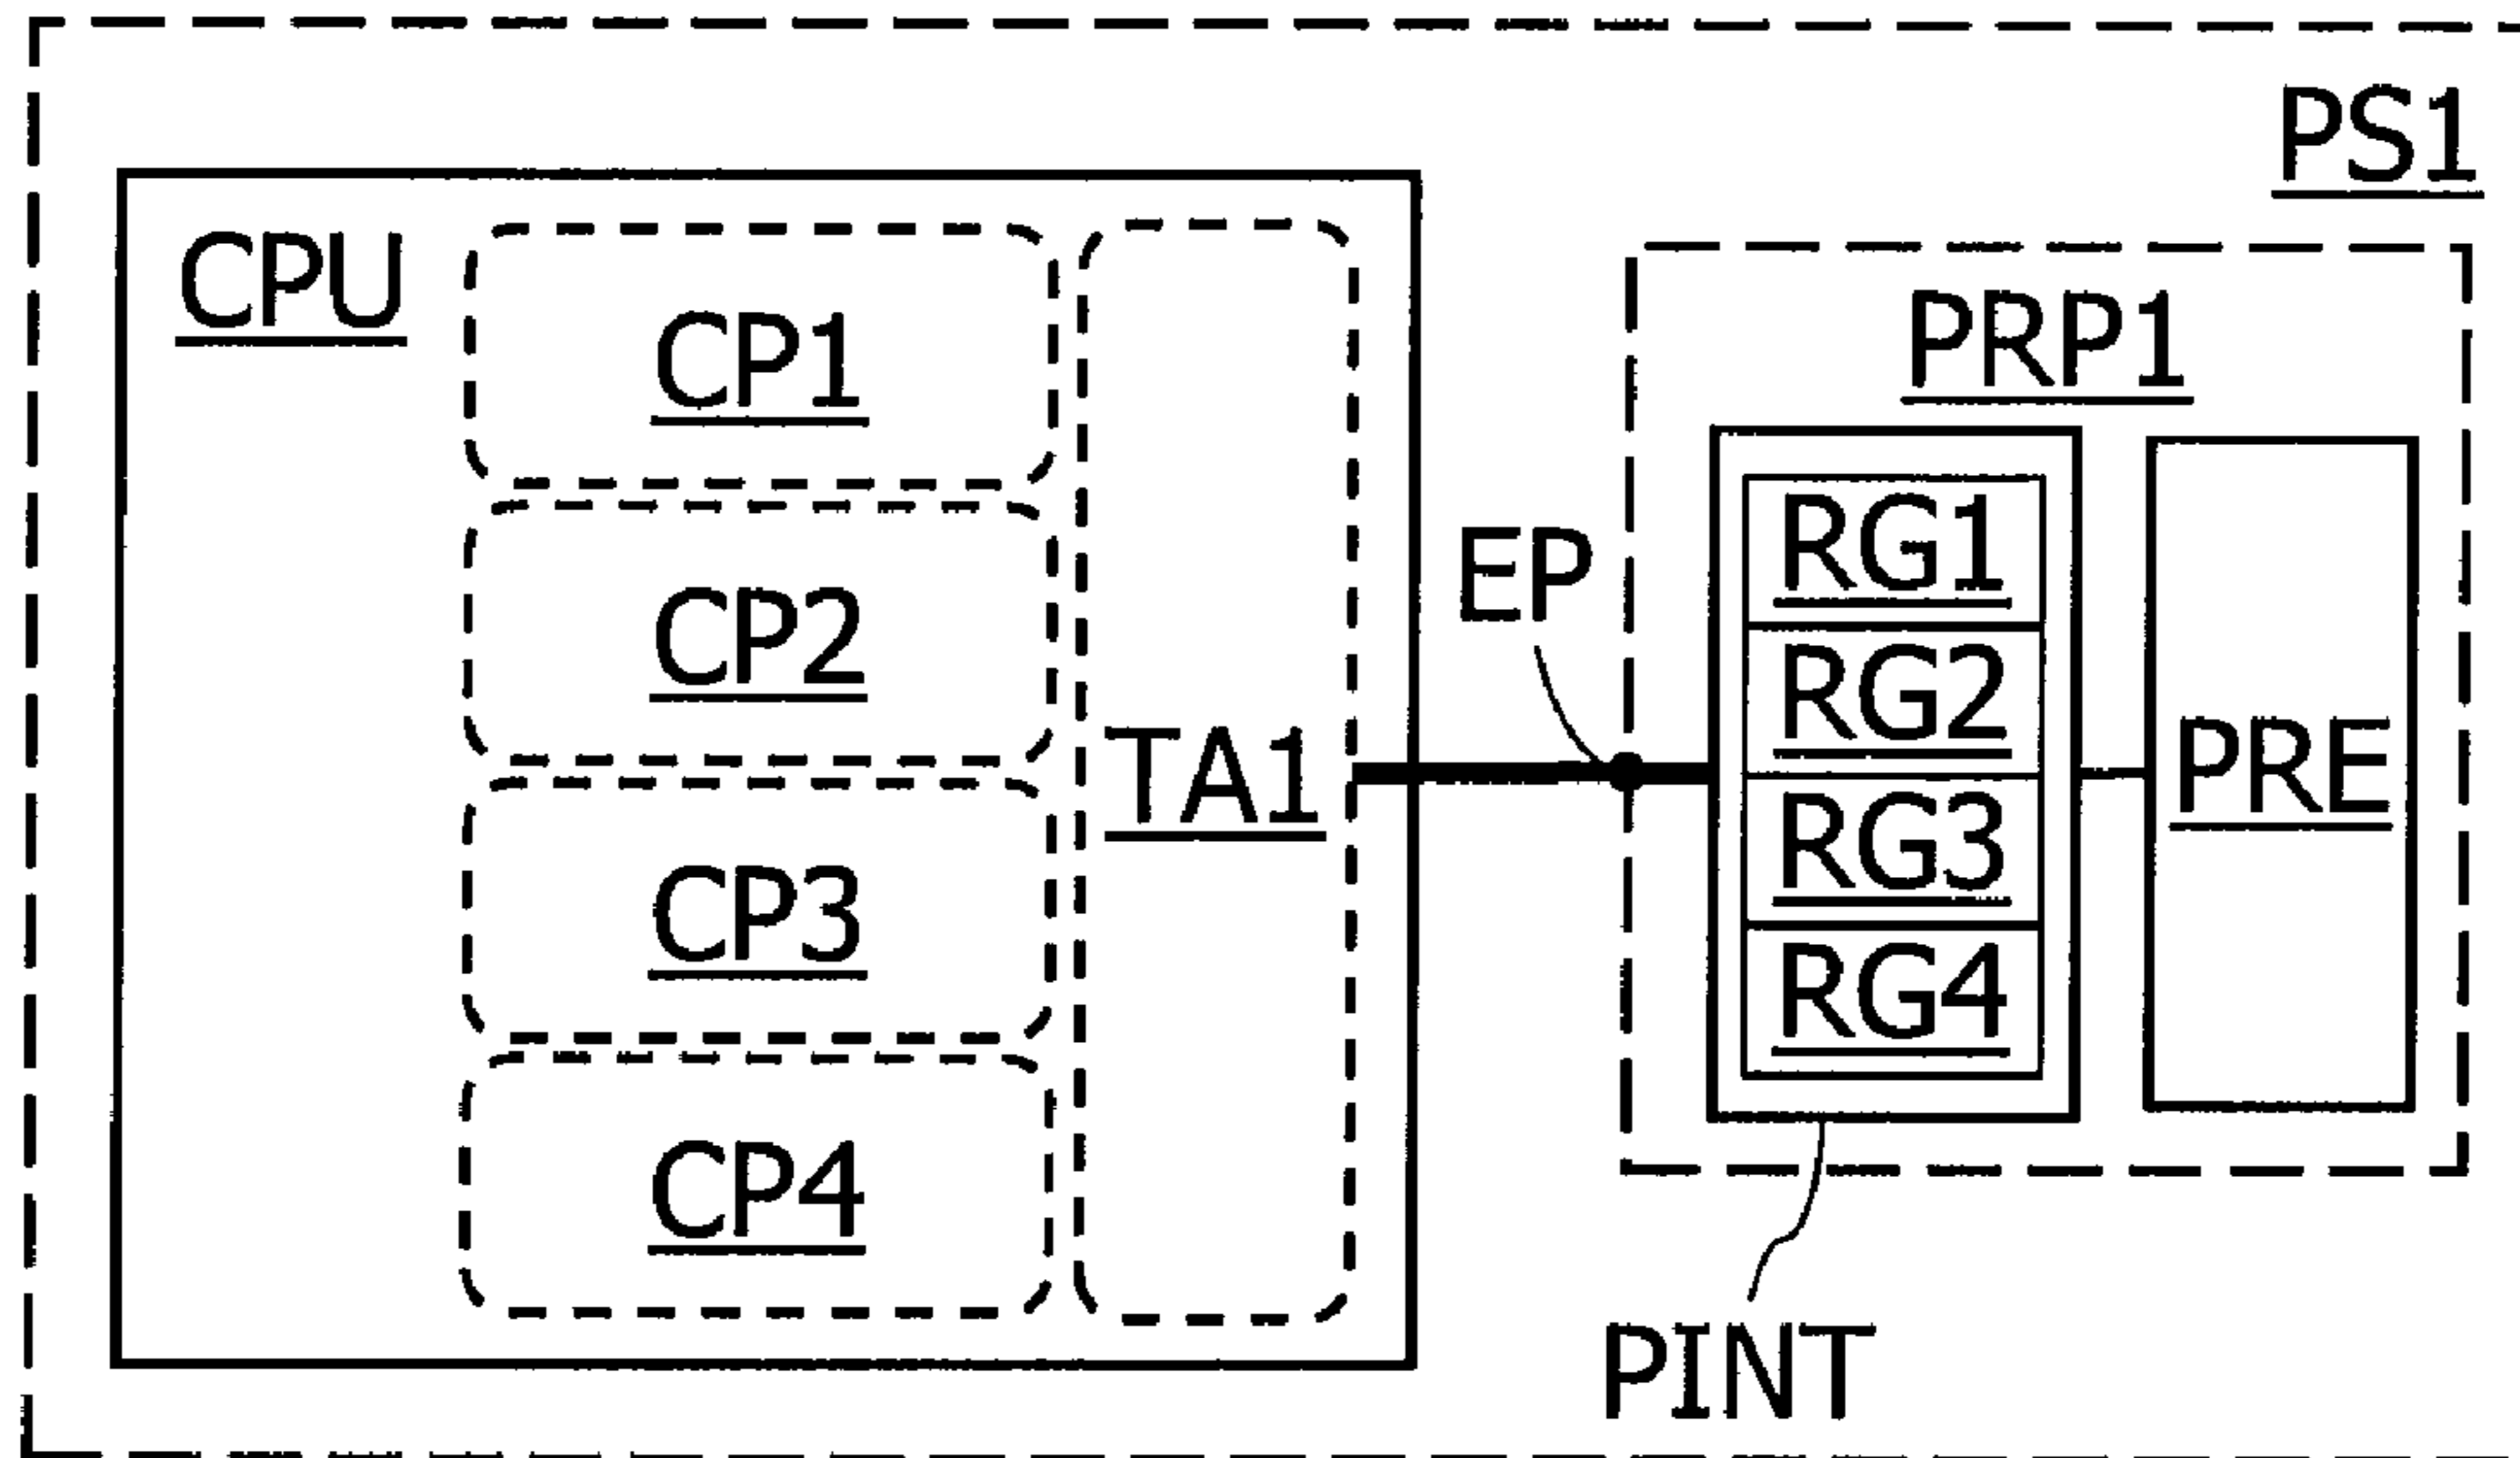 PS1
CPU
CP1
CP2
CP3
CP4
TA1
EP
PRP1
RG1
RG2
RG3
RG4
PRE
PINT